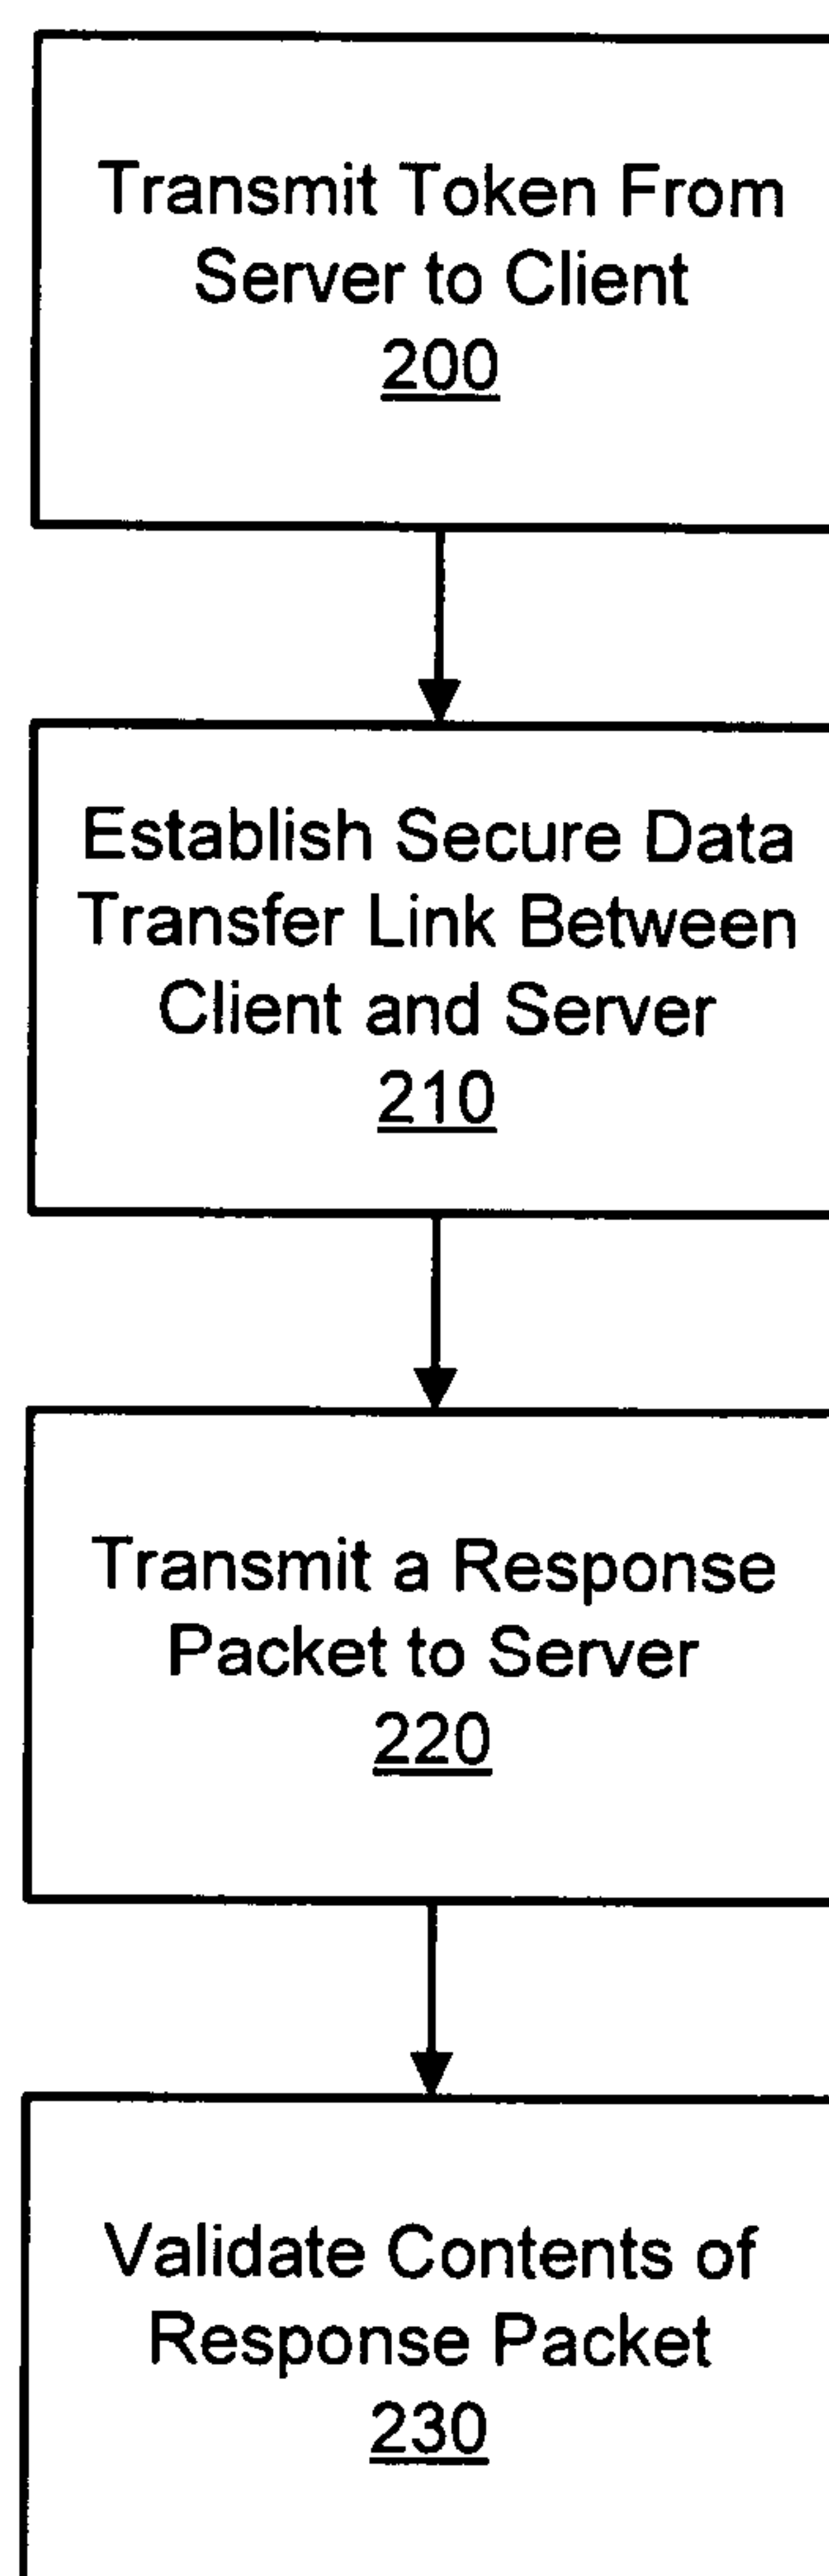 Transmit Token From
Server to Client
200
Establish Secure Data
Transfer Link Between
Client and Server
210
Transmit a Response
Packet to Server
220
Validate Contents of
Response Packet
230